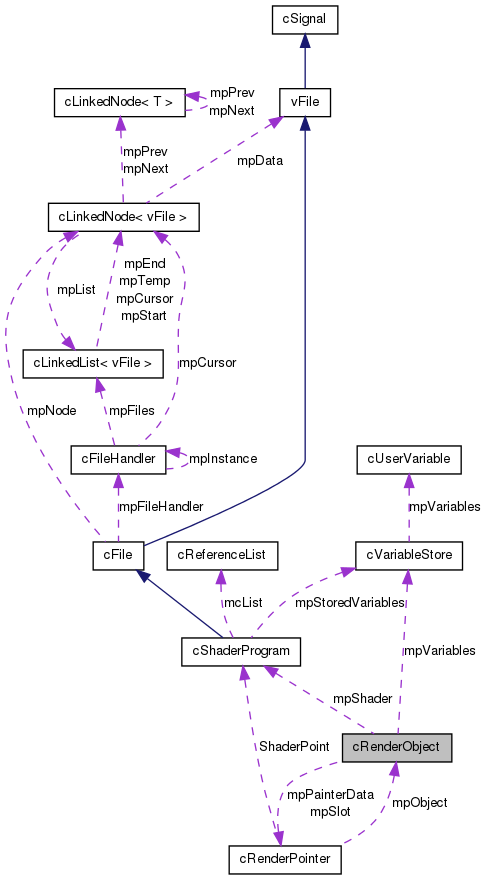 cSignal
cLinkedNode< T >
mpPrev
mpNext
vFile
mpPrev
mpNext
mpData
cLinkedNode< vFile >
mpEnd
mpTemp
mpCursor
mpStart
mpList
cLinkedList< vFile >
mpCursor
mpNode
mpFiles
cFileHandler
mpInstance
cUserVariable
mpFileHandler
mpVariables
cFile
cReferenceList
cVariableStore
mcList
mpStoredVariables
cShaderProgram
mpVariables
mpShader
ShaderPoint
cRenderObject
mpPainterData
mpSlot
mpObject
cRenderPointer